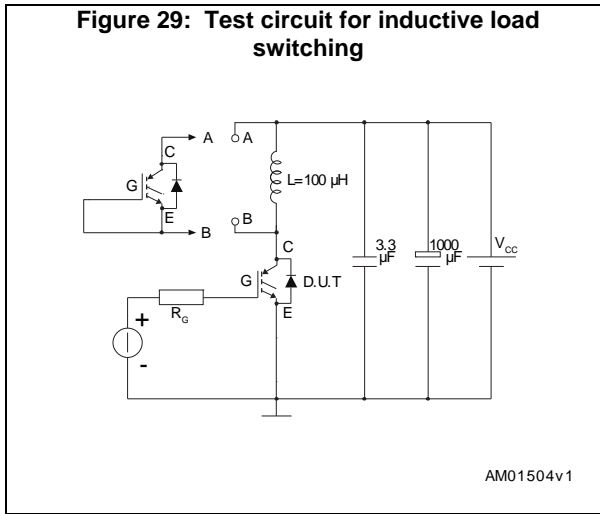 Figure 29: Test circuit for inductive load
switching
A
A
C
G
L=100 µH
E
B
B
C
3.3
µF
1000
µF
V_CC
G
D.U.T
E
R_G
+
-
AM01504v1